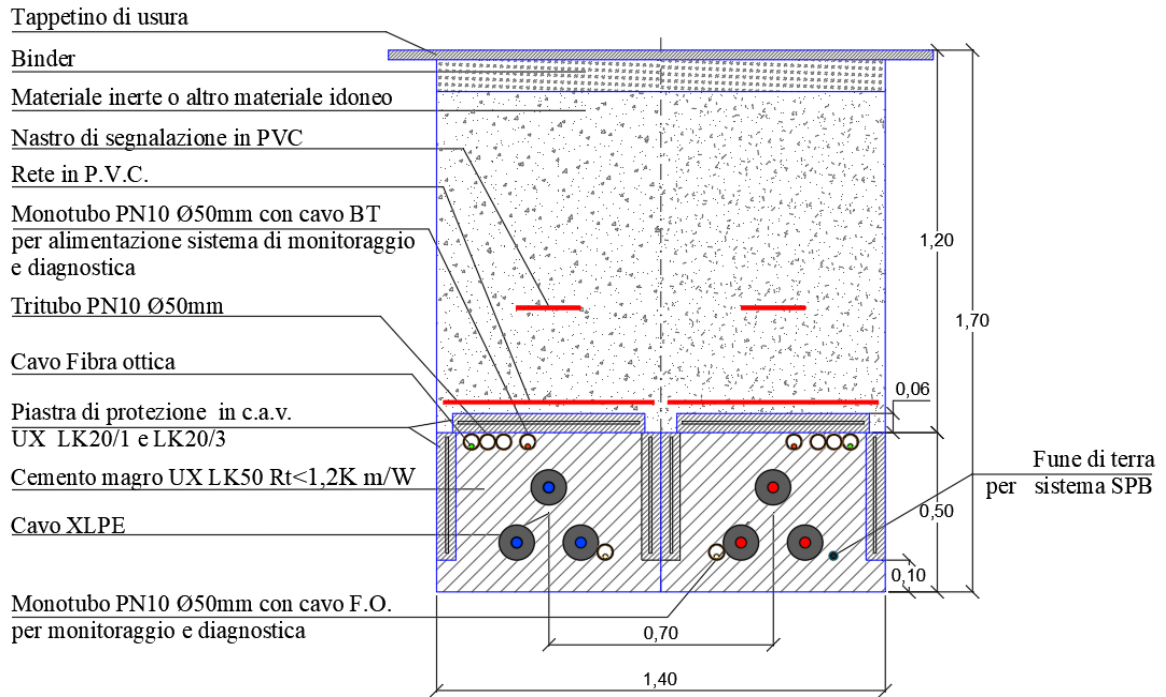 Tappetino di usura
Binder
Materiale inerte o altro materiale idoneo
Nastro di segnalazione in PVC
Rete in P.V.C.
Monotubo PN10 Ø50mm con cavo BT
per alimentazione sistema di monitoraggio
e diagnostica
Tritubo PN10 Ø50mm
Cavo Fibra ottica
Piastra di protezione in c.a.v.
UX LK20/1 e LK20/3
Cemento magro UX LK50 Rt<1,2K m/W
Cavo XLPE
Monotubo PN10 Ø50mm con cavo F.O.
per monitoraggio e diagnostica
1,20
1,70
0,06
Fune di terra
per sistema SPB
0,50
0,10
0,70
1,40